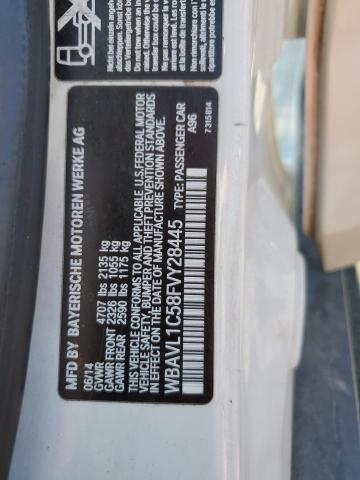 MFD BY BAYERISCHE MOTOREN WERKE AG
06/14
GVWR 4707 lbs 2135 kg
GAWR FRONT 2326 lbs 1055 kg
GAWR REAR 2590 lbs 1175 kg
THIS VEHICLE CONFORMS TO ALL APPLICABLE U.S.FEDERAL MOTOR
VEHICLE SAFETY, BUMPER AND THEFT PREVENTION STANDARDS
IN EFFECT ON THE DATE OF MANUFACTURE SHOWN ABOVE.
WBAVL1C58FVY28445 TYPE: PASSENGER CAR
A96
7315814